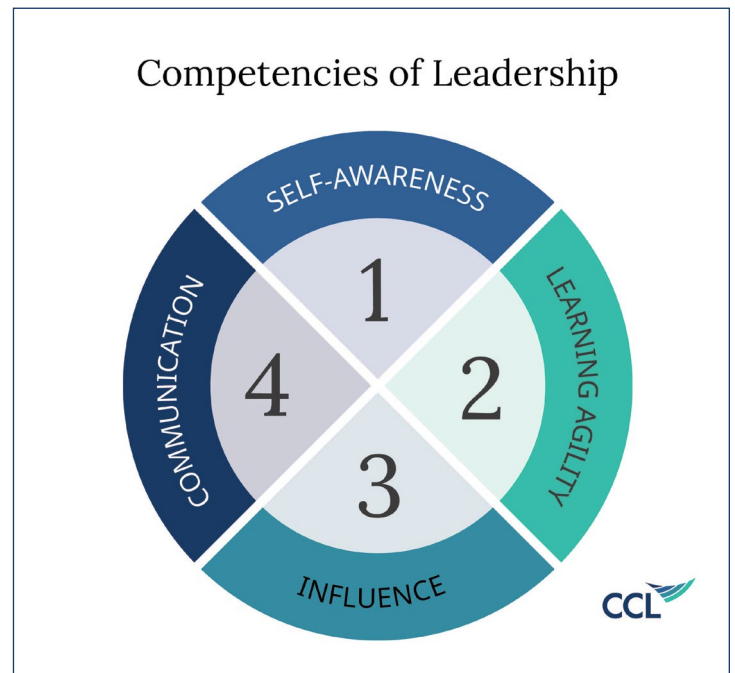 Competencies of Leadership
SELF-AWARENESS
1
LEARNING AGILITY
2
INFLUENCE
3
COMMUNICATION
4
CCL